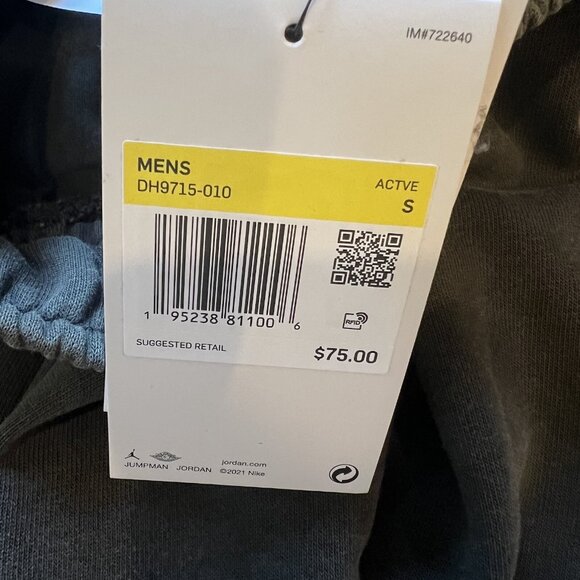 IM#722640
MENS
DH9715-010
ACTVE
S
1 95238 81100 6
RFID
SUGGESTED RETAIL
$75.00
JUMPMAN JORDAN
jordan.com
©2021 Nike